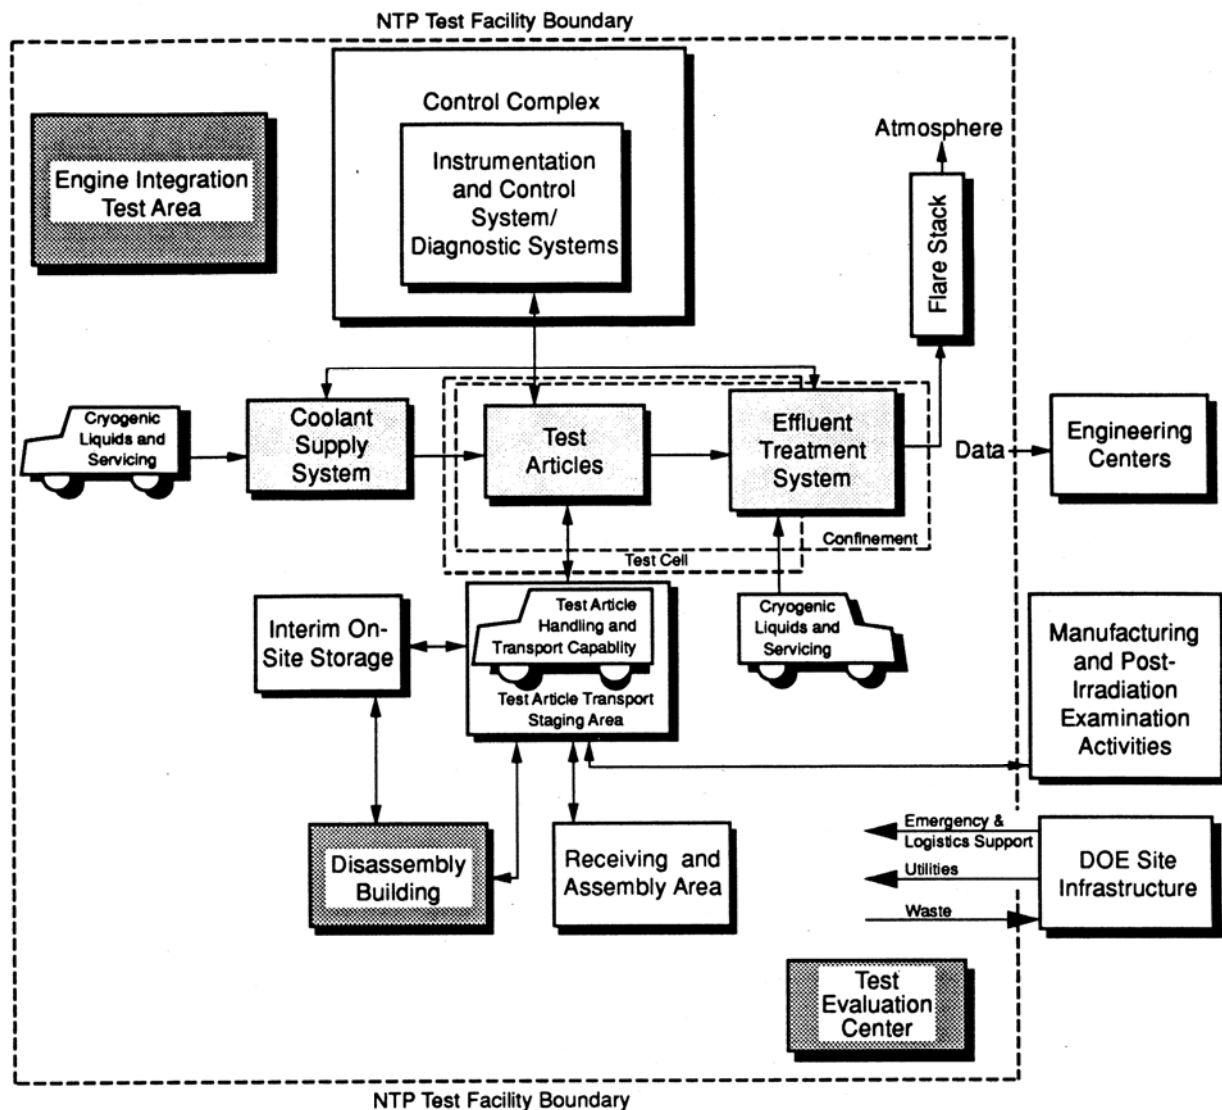 NTP Test Facility Boundary
Control Complex
Instrumentation
and Control
System/
Diagnostic Systems
Engine Integration
Test Area
Atmosphere
Flare Stack
Cryogenic
Liquids and
Servicing
Coolant
Supply
System
Test
Articles
Effluent
Treatment
System
Data
Engineering
Centers
Confinement
Test Cell
Interim On-
Site Storage
Test Article
Handling and
Transport Capablity
Test Article Transport
Staging Area
Cryogenic
Liquids and
Servicing
Manufacturing
and Post-
Irradiation
Examination
Activities
Disassembly
Building
Receiving and
Assembly Area
Emergency &
Logistics Support
Utilities
Waste
DOE Site
Infrastructure
Test
Evaluation
Center
NTP Test Facility Boundary